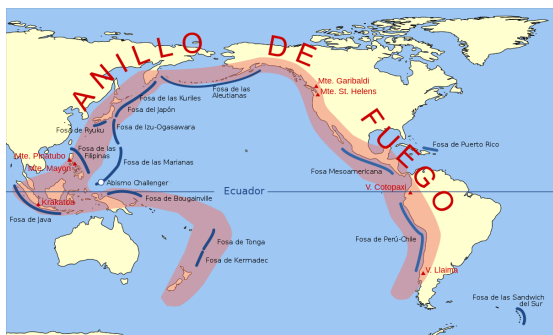 ANILLO DE FUEGO
Mte. Garibaldi
Mte. St. Helens
Fosa de las
Aleutianas
Fosa de las Kuriles
Fosa del Japón
Fosa de Izu-Ogasawara
Fosa de Ryuku
Fosa de las
Filipinas
Mte. Pinatubo
Mte. Mayon
Fosa de las Marianas
Abismo Challenger
Krakatoa
Fosa de Java
Fosa de Bougainville
Ecuador
Fosa de Tonga
Fosa de Kermadec
Fosa de Puerto Rico
Fosa Mesoamericana
V. Cotopaxi
Fosa de Perú-Chile
V. Llaima
Fosa de las Sandwich
del Sur